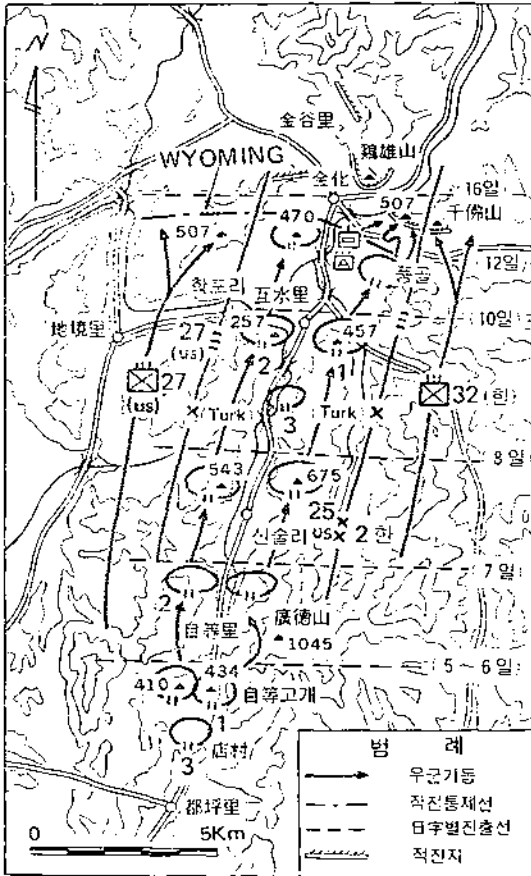 N
金谷里
鷄雄山
WYOMING
金化
16일
507
千佛山
470
507
12일
학포리
瓦水里
10일
地境里
27
(US)
257
457
2
1
27
(US)
32 (한)
Turk
3
Turk
8일
543
675
25
US
신술리
2 한
7일
2
自等里
廣德山
1045
5~6일
434
410
自等고개
1
店村
3
都坪里
0
5Km
범 례
우군기동
작전통제선
日字별진출선
적진지